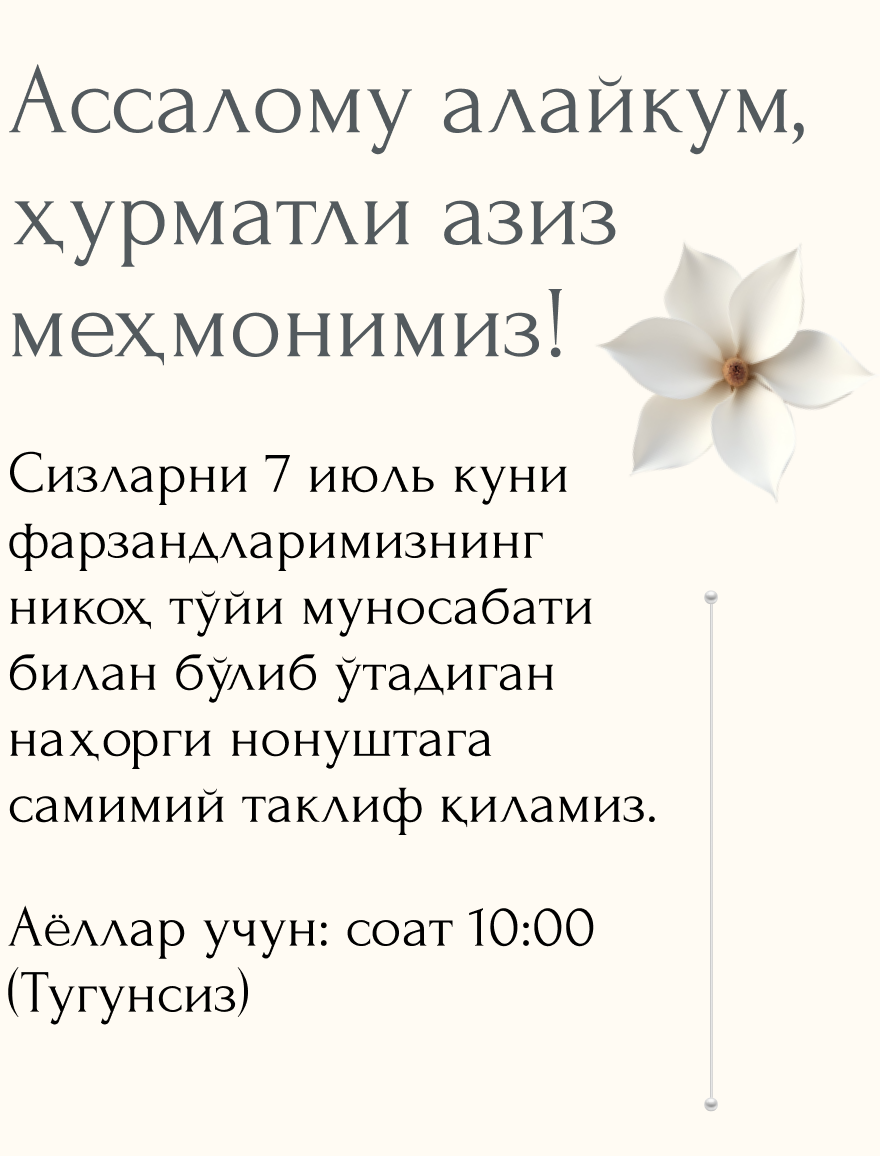 Ассалому алайкум,
ҳурматли азиз
меҳмонимиз!
Сизларни 7 июль куни
фарзандларимизнинг
никоҳ тўйи муносабати
билан бўлиб ўтадиган
наҳорги нонуштага
самимий таклиф қиламиз.
Аёллар учун: соат 10:00
(Тугунсиз)